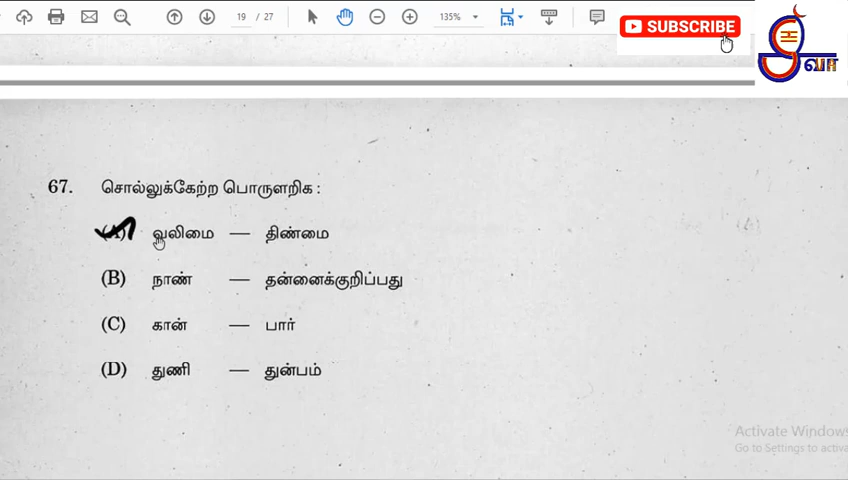 19 / 27
135%
SUBSCRIBE
வா
67. சொல்லுக்கேற்ற பொருளறிக :
(A) வலிமை — திண்மை
(B) நாண் — தன்னைக்குறிப்பது
(C) கான் — பார்
(D) துணி — துன்பம்
Activate Windows
Go to Settings to activa